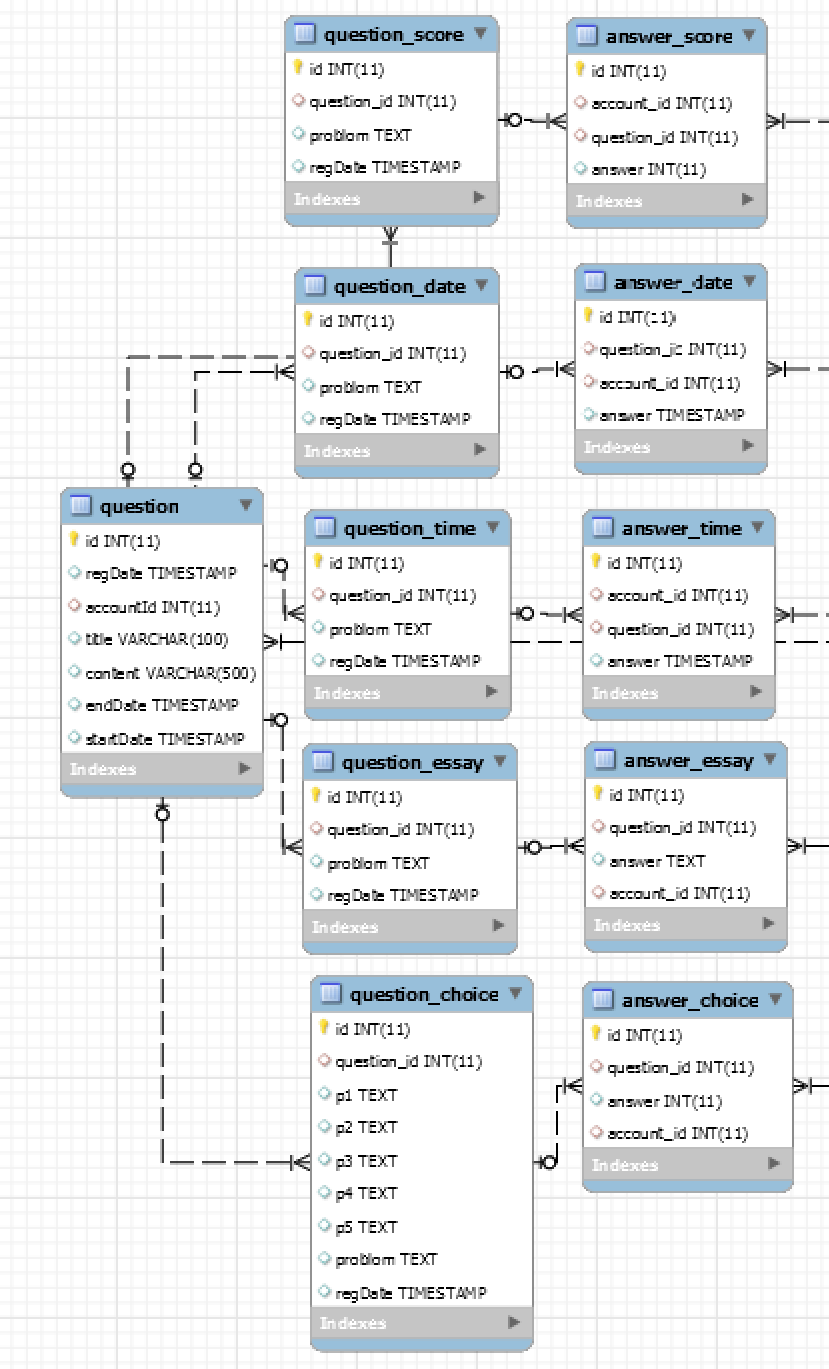 question_score
id INT(11)
question_id INT(11)
problom TEXT
regDate TIMESTAMP
Indexes
answer_score
id INT(11)
account_id INT(11)
question_id INT(11)
answer INT(11)
Indexes
question_date
id INT(11)
question_id INT(11)
problom TEXT
regDate TIMESTAMP
Indexes
answer_date
id INT(11)
question_id INT(11)
account_id INT(11)
answer TIMESTAMP
Indexes
question
id INT(11)
regDate TIMESTAMP
accountId INT(11)
title VARCHAR(100)
content VARCHAR(500)
endDate TIMESTAMP
startDate TIMESTAMP
Indexes
question_time
id INT(11)
question_id INT(11)
problom TEXT
regDate TIMESTAMP
Indexes
answer_time
id INT(11)
account_id INT(11)
question_id INT(11)
answer TIMESTAMP
Indexes
question_essay
id INT(11)
question_id INT(11)
problom TEXT
regDate TIMESTAMP
Indexes
answer_essay
id INT(11)
question_id INT(11)
answer TEXT
account_id INT(11)
Indexes
question_choice
id INT(11)
question_id INT(11)
p1 TEXT
p2 TEXT
p3 TEXT
p4 TEXT
p5 TEXT
problom TEXT
regDate TIMESTAMP
Indexes
answer_choice
id INT(11)
question_id INT(11)
answer INT(11)
account_id INT(11)
Indexes